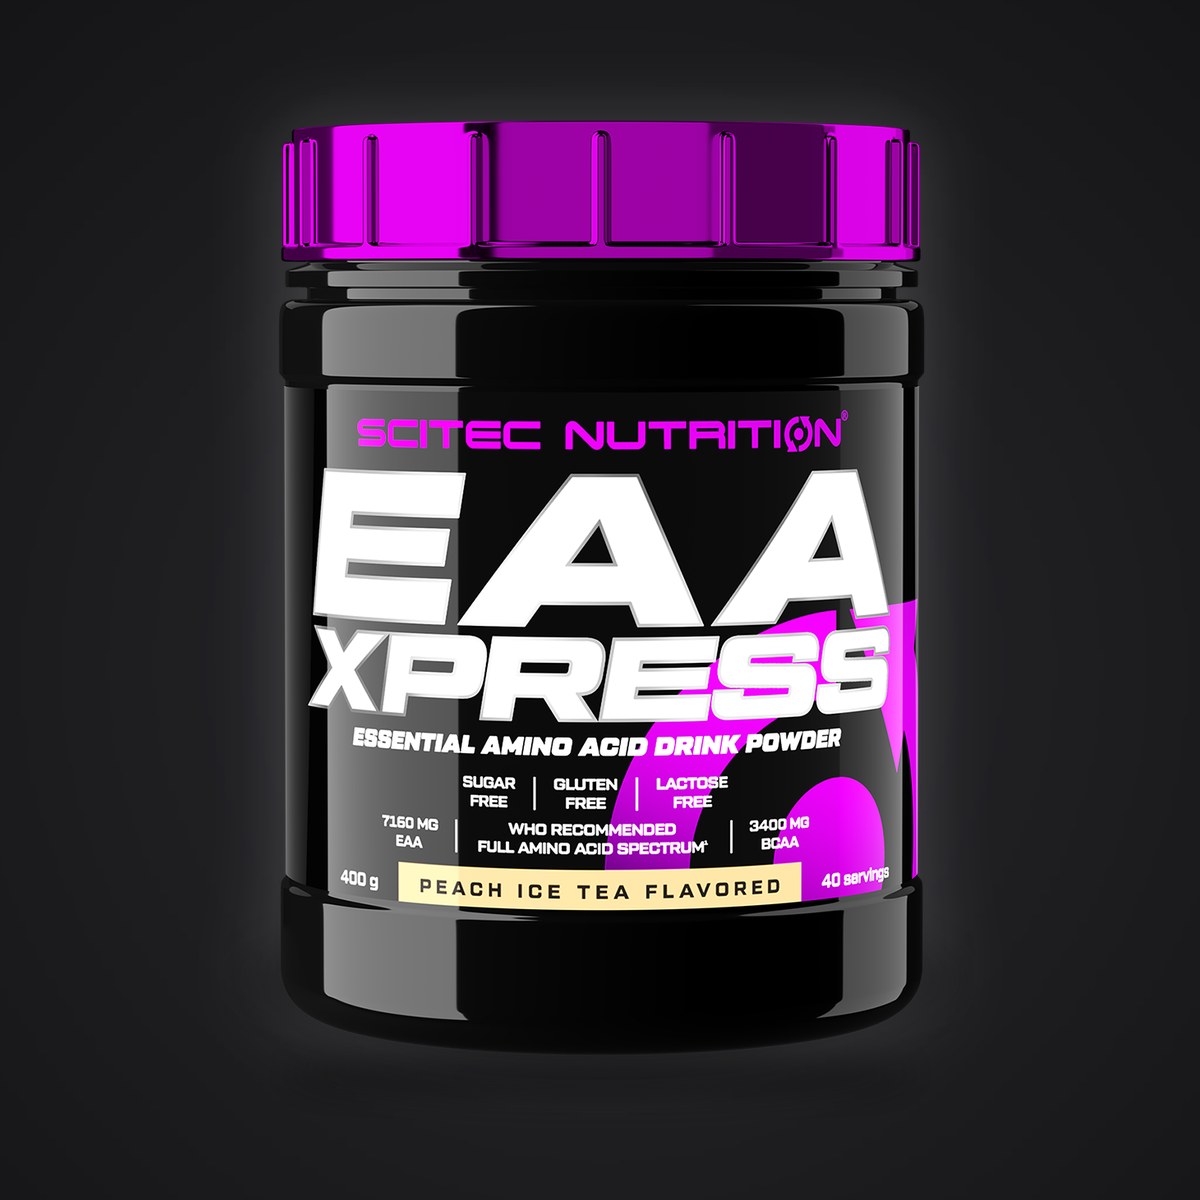 SCITEC NUTRITION®
EAA
XPRESS
ESSENTIAL AMINO ACID DRINK POWDER
SUGAR FREE | GLUTEN FREE | LACTOSE FREE
7160 MG EAA | WHO RECOMMENDED FULL AMINO ACID SPECTRUM¹ | 3400 MG BCAA
400 g
PEACH ICE TEA FLAVORED
40 servings